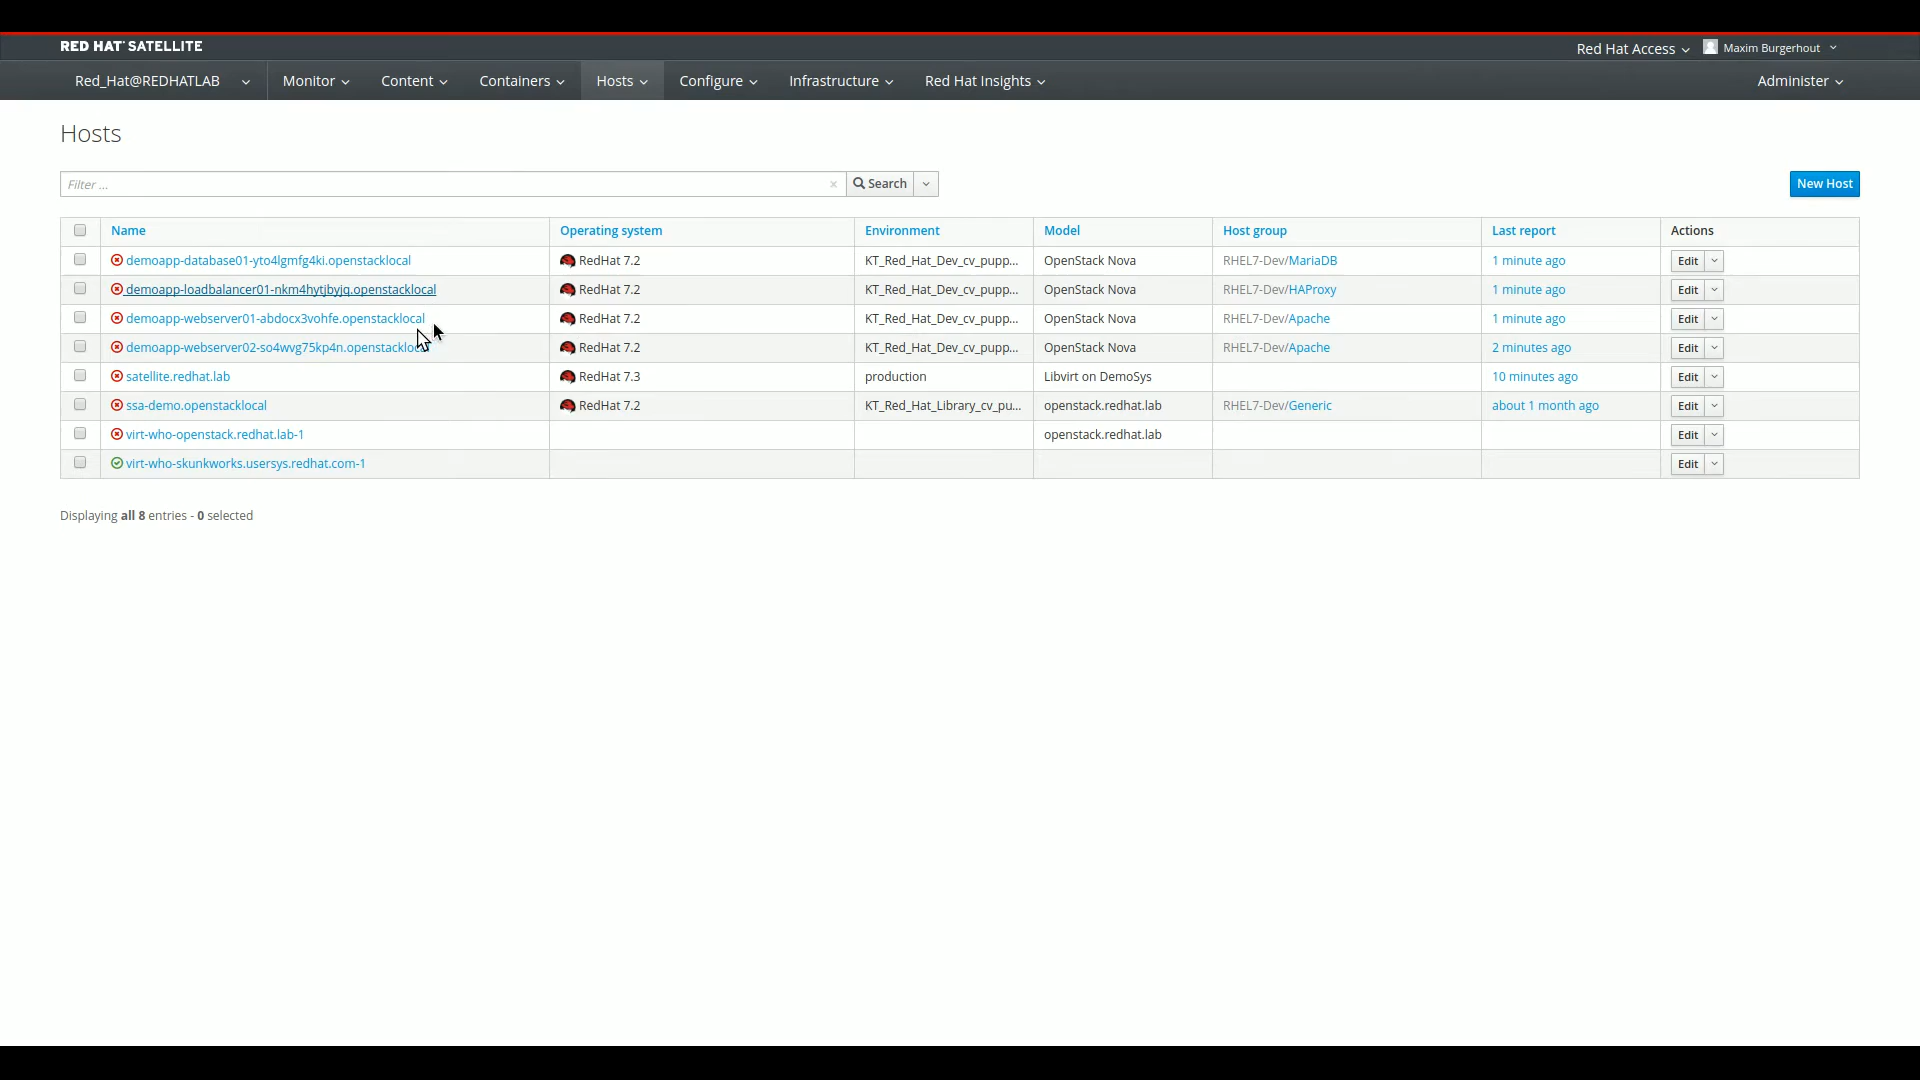 RED HAT SATELLITE
Red Hat Access Maxim Burgerhout
Red_Hat@REDHATLAB Monitor Content Containers Hosts Configure Infrastructure Red Hat Insights Administer
Hosts
Filter ... × Search New Host
Name Operating system Environment Model Host group Last report Actions
demoapp-database01-yto4lgmfg4ki.openstacklocal RedHat 7.2 KT_Red_Hat_Dev_cv_pupp... OpenStack Nova RHEL7-Dev/MariaDB 1 minute ago Edit
demoapp-loadbalancer01-nkm4hytjbyjq.openstacklocal RedHat 7.2 KT_Red_Hat_Dev_cv_pupp... OpenStack Nova RHEL7-Dev/HAProxy 1 minute ago Edit
demoapp-webserver01-abdocx3vohfe.openstacklocal RedHat 7.2 KT_Red_Hat_Dev_cv_pupp... OpenStack Nova RHEL7-Dev/Apache 1 minute ago Edit
demoapp-webserver02-so4wvg75kp4n.openstacklocal RedHat 7.2 KT_Red_Hat_Dev_cv_pupp... OpenStack Nova RHEL7-Dev/Apache 2 minutes ago Edit
satellite.redhat.lab RedHat 7.3 production Libvirt on DemoSys 10 minutes ago Edit
ssa-demo.openstacklocal RedHat 7.2 KT_Red_Hat_Library_cv_pu... openstack.redhat.lab RHEL7-Dev/Generic about 1 month ago Edit
virt-who-openstack.redhat.lab-1 openstack.redhat.lab Edit
virt-who-skunkworks.usersys.redhat.com-1 Edit
Displaying all 8 entries - 0 selected